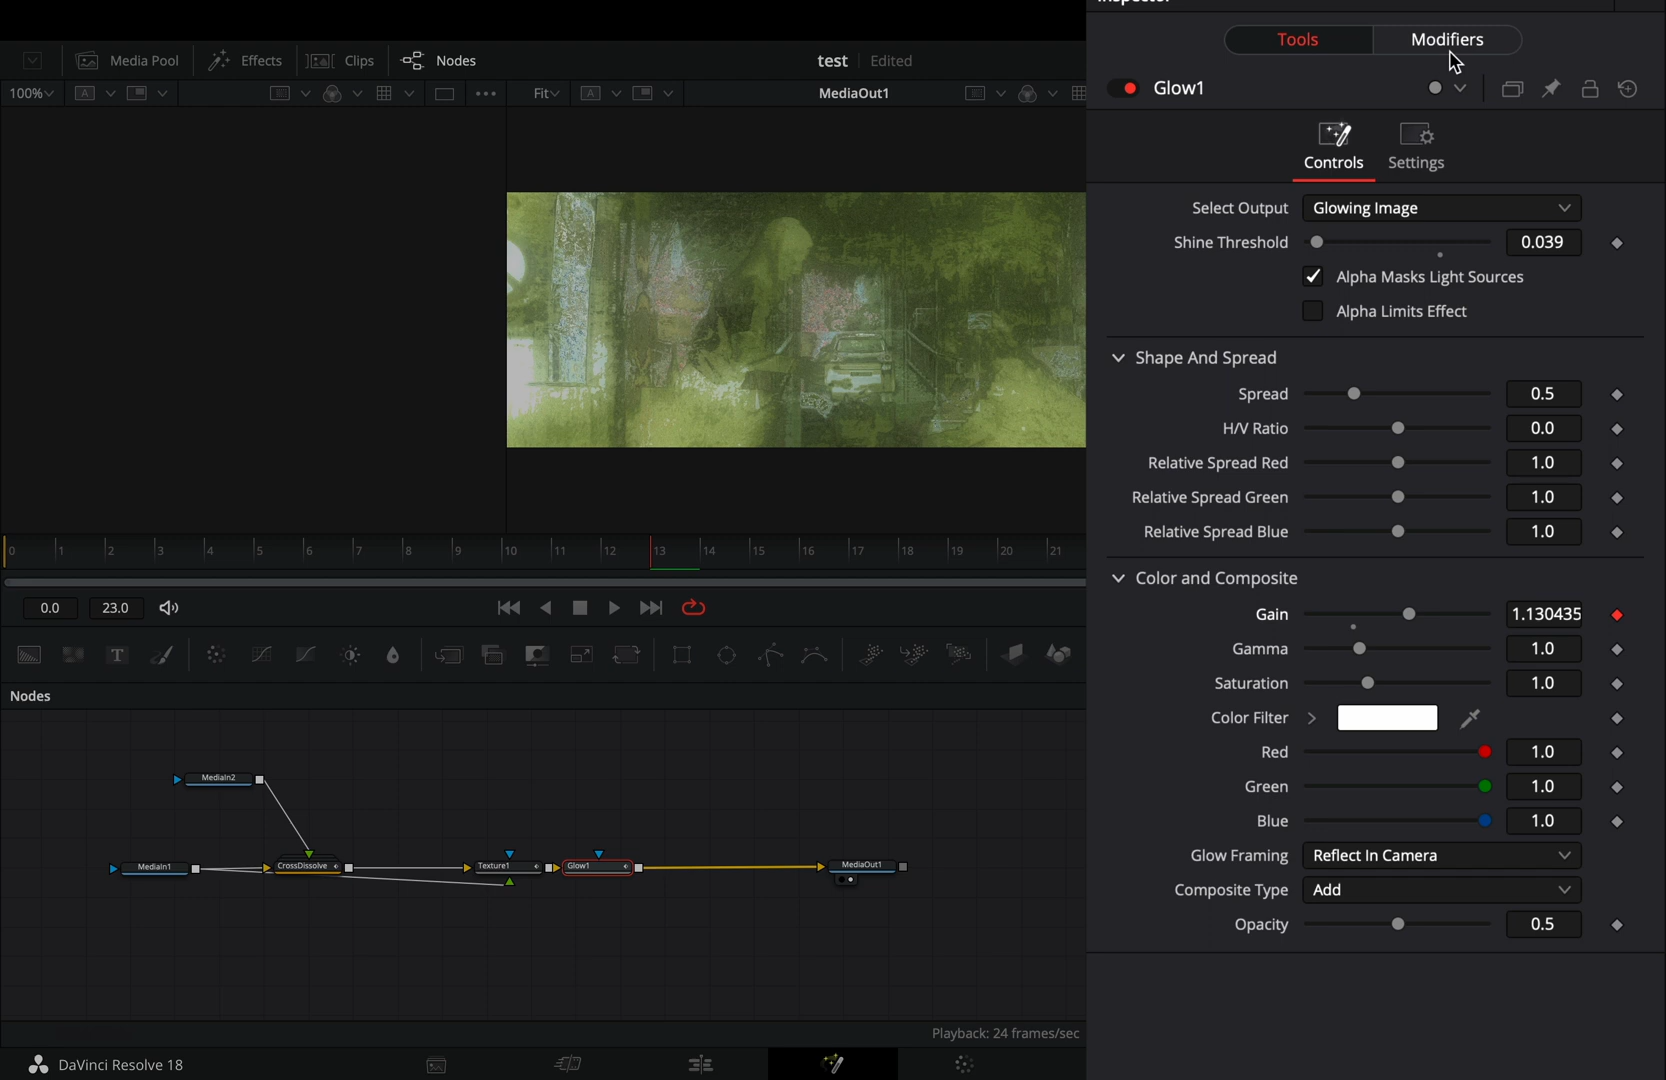 Media Pool
Effects
Clips
Nodes
test
Edited
100%
A
Fit
A
MediaOut1
0
1
2
3
4
5
6
7
8
9
10
11
12
13
14
15
16
17
18
19
20
21
0.0
23.0
T
Nodes
MediaIn2
MediaIn1
CrossDissolve
Texture1
Glow1
MediaOut1
Playback: 24 frames/sec
DaVinci Resolve 18
Tools
Modifiers
Glow1
Controls
Settings
Select Output
Glowing Image
Shine Threshold
0.039
Alpha Masks Light Sources
Alpha Limits Effect
Shape And Spread
Spread
0.5
H/V Ratio
0.0
Relative Spread Red
1.0
Relative Spread Green
1.0
Relative Spread Blue
1.0
Color and Composite
Gain
1.130435
Gamma
1.0
Saturation
1.0
Color Filter
Red
1.0
Green
1.0
Blue
1.0
Glow Framing
Reflect In Camera
Composite Type
Add
Opacity
0.5